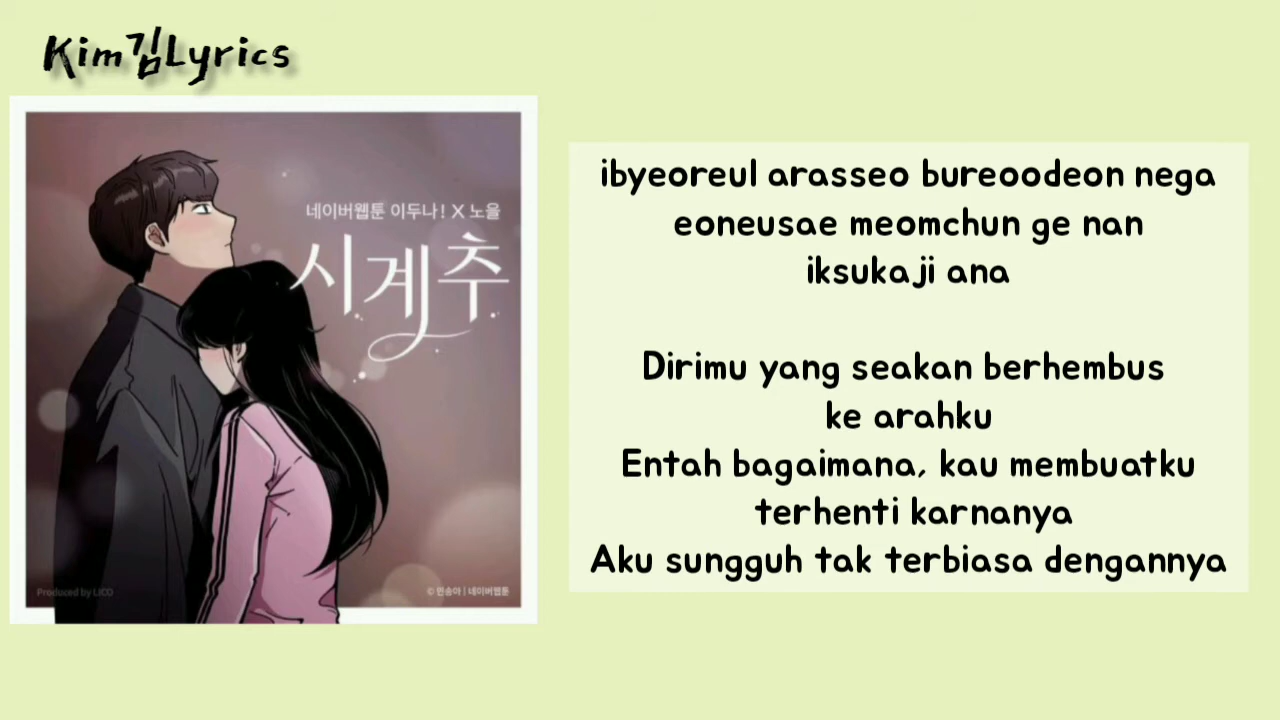 Kim김Lyrics
네이버웹툰 이두나! X 노을
시계추
Produced by LICO
© 민송아 | 네이버웹툰
ibyeoreul arasseo bureoodeon nega
eoneusae meomchun ge nan
iksukaji ana
Dirimu yang seakan berhembus
ke arahku
Entah bagaimana, kau membuatku
terhenti karnanya
Aku sungguh tak terbiasa dengannya